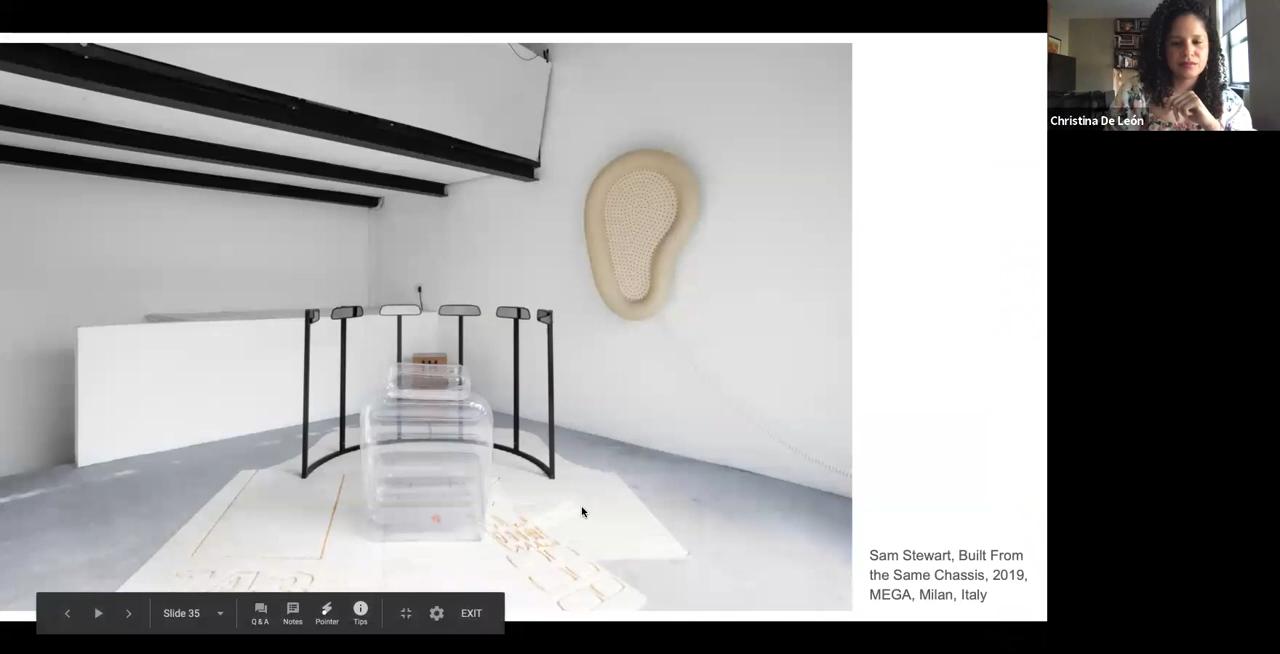 Christina De León
Sam Stewart, Built From
the Same Chassis, 2019,
MEGA, Milan, Italy
Slide 35
Q & A
Notes
Pointer
Tips
EXIT